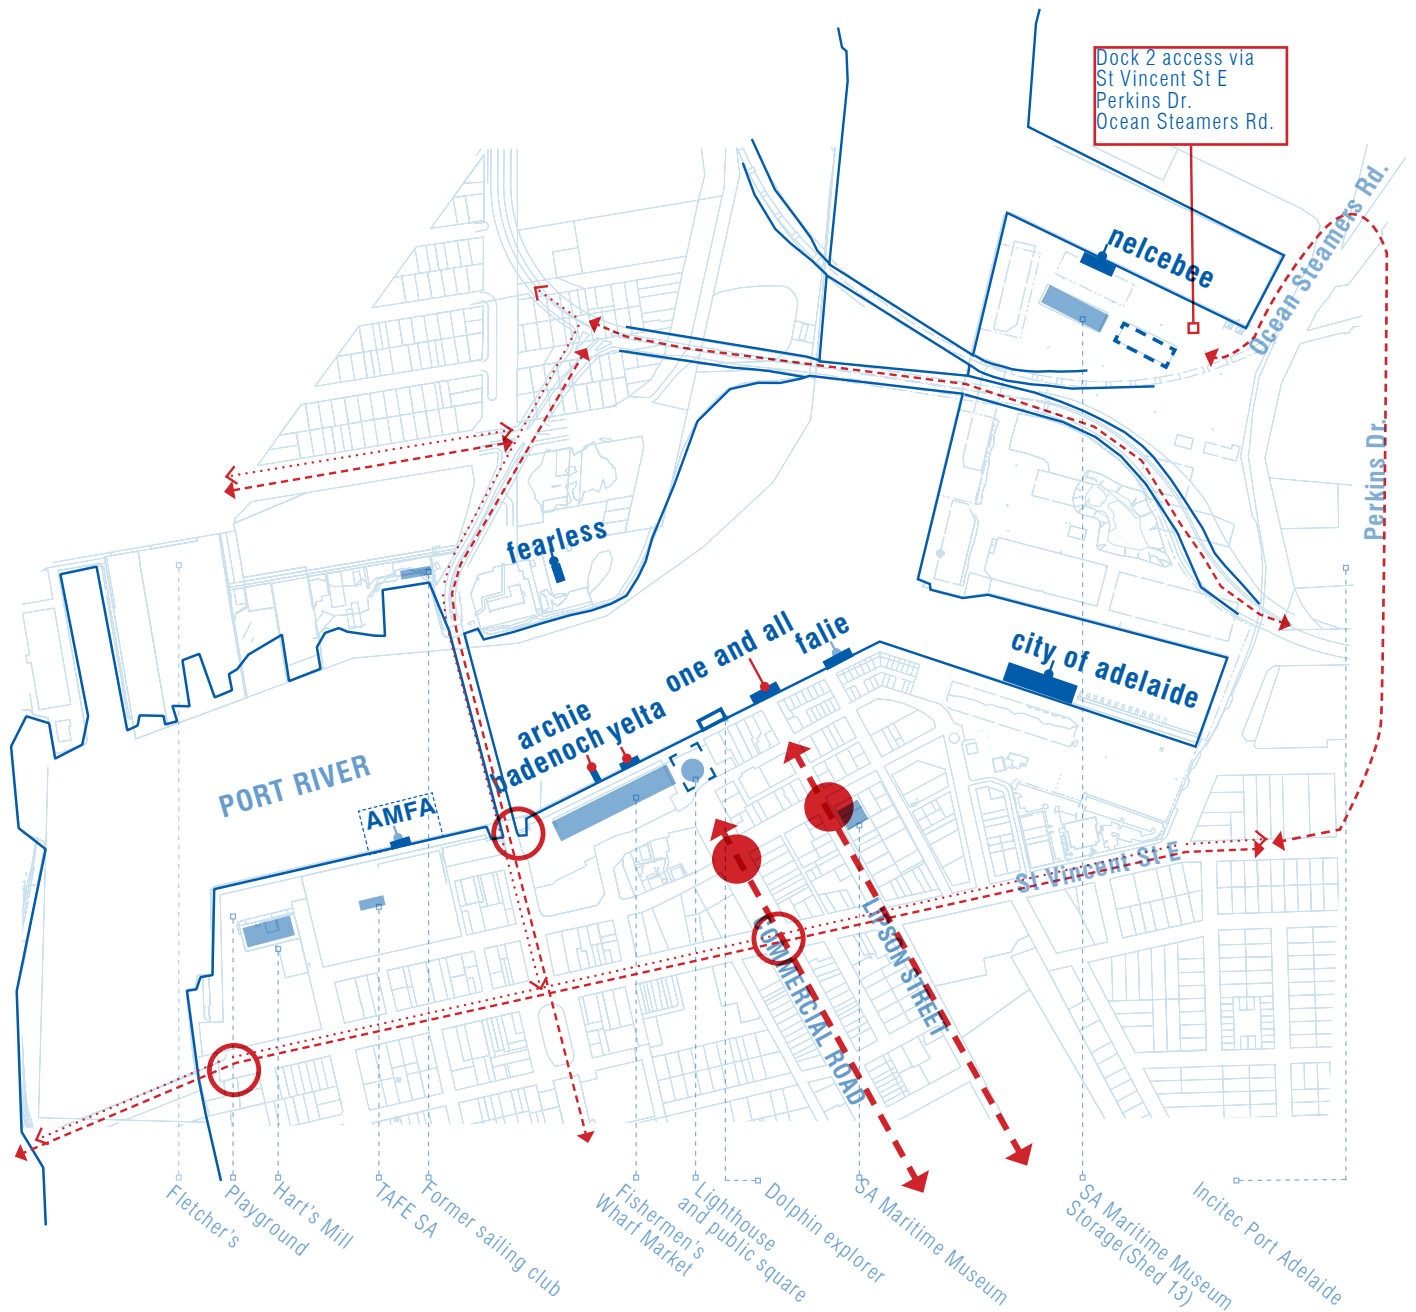 Dock 2 access via
St Vincent St E
Perkins Dr.
Ocean Steamers Rd.
Ocean Steamers Rd.
nelcebee
Perkins Dr.
fearless
one and all
falie
city of adelaide
archie
badenoch
yelta
PORT RIVER
AMFA
St Vincent St E
LIPSON STREET
COMMERCIAL ROAD
Fletcher's
Playground
Hart's Mill
TAFE SA
Former sailing club
Fishermen's
Wharf Market
Lighthouse
and public square
Dolphin explorer
SA Maritime Museum
SA Maritime Museum
Storage(Shed 13)
Incitec Port Adelaide